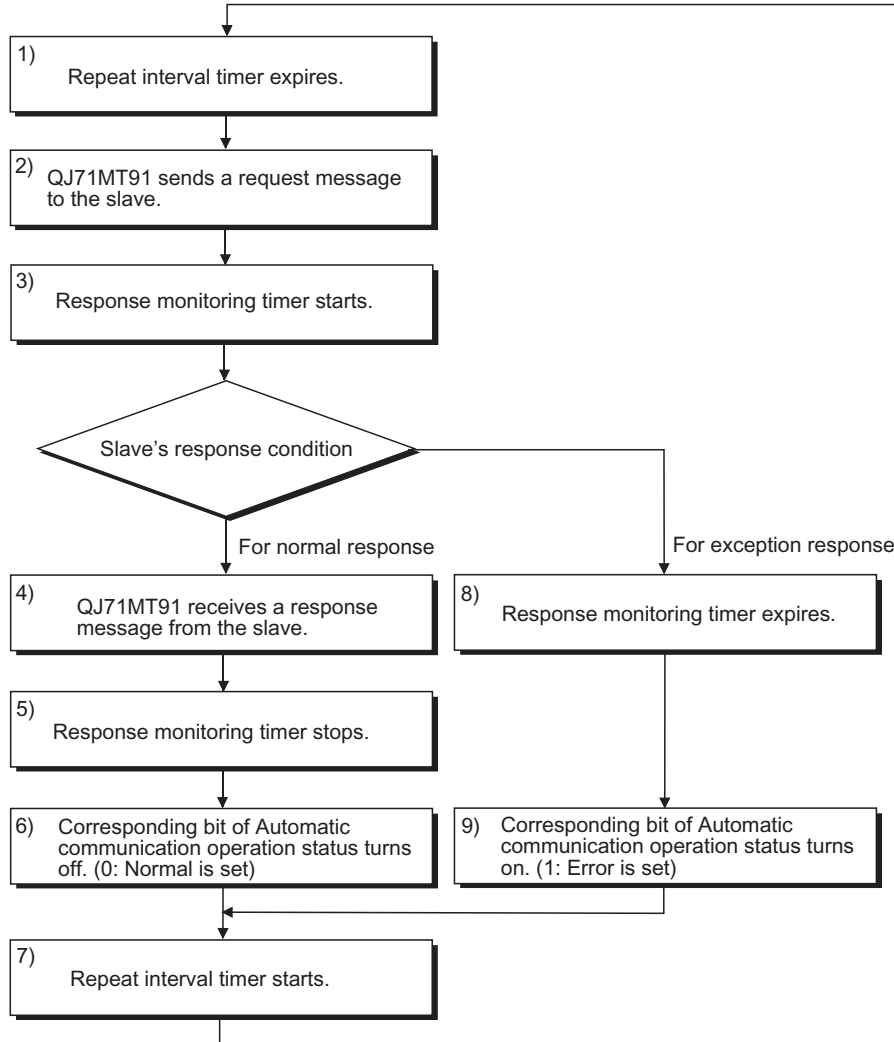 1)
Repeat interval timer expires.
2)
QJ71MT91 sends a request message
to the slave.
3)
Response monitoring timer starts.
Slave's response condition
For normal response
For exception response
4)
QJ71MT91 receives a response
message from the slave.
8)
Response monitoring timer expires.
5)
Response monitoring timer stops.
6)
Corresponding bit of Automatic
communication operation status turns
off. (0: Normal is set)
9)
Corresponding bit of Automatic
communication operation status turns
on. (1: Error is set)
7)
Repeat interval timer starts.